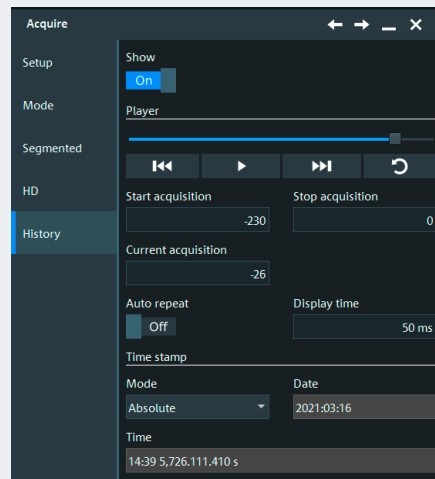 Acquire
Setup
Mode
Segmented
HD
History
Show
On
Player
Start acquisition Stop acquisition
-230 0
Current acquisition
-26
Auto repeat Display time
Off 50 ms
Time stamp
Mode Date
Absolute 2021:03:16
Time
14:39 5,726.111.410 s